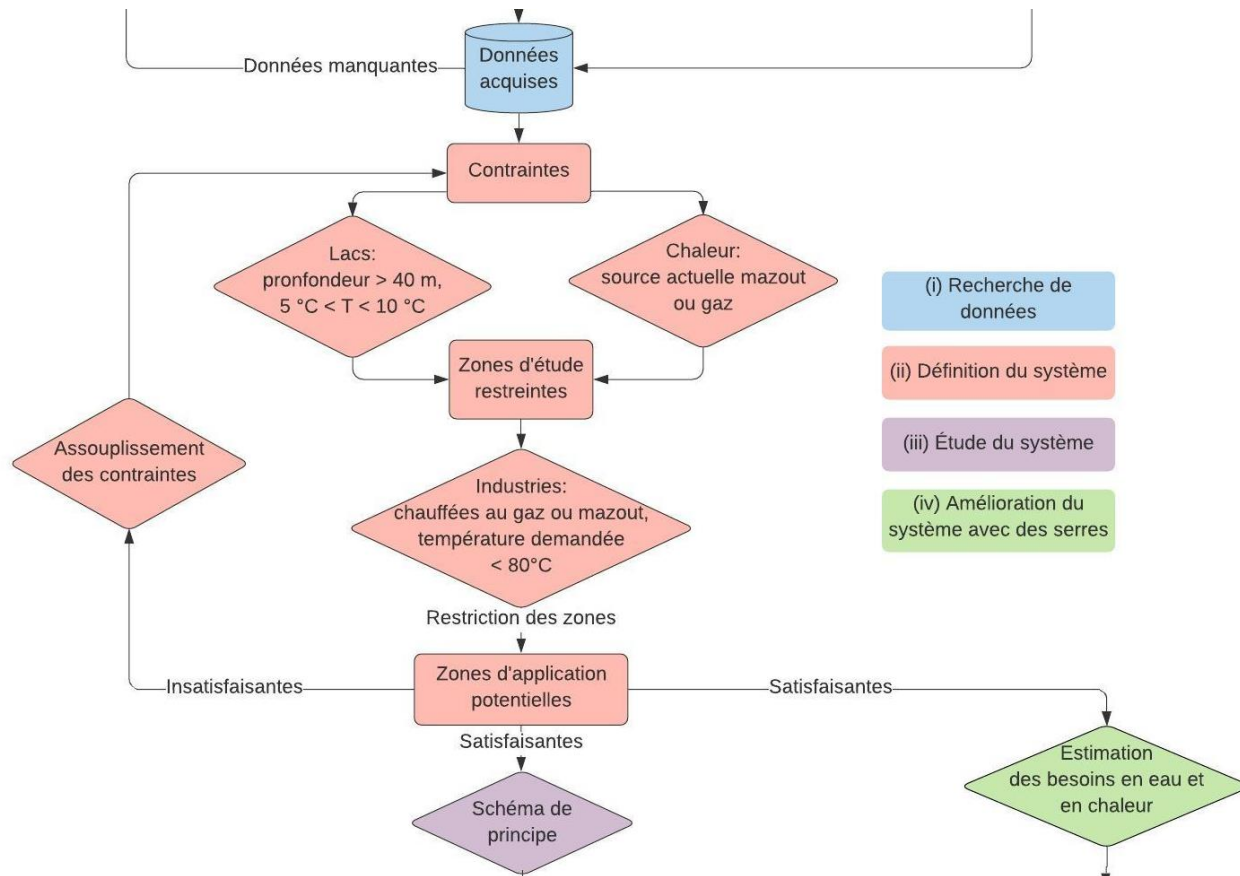 Données
acquises
Données manquantes
Contraintes
Lacs:
pronfondeur > 40 m,
5 °C < T < 10 °C
Chaleur:
source actuelle mazout
ou gaz
(i) Recherche de
données
Zones d'étude
restreintes
(ii) Définition du système
Assouplissement
des contraintes
(iii) Étude du système
Industries:
chauffées au gaz ou mazout,
température demandée
< 80°C
(iv) Amélioration du
système avec des serres
Restriction des zones
Zones d'application
potentielles
Insatisfaisantes
Satisfaisantes
Satisfaisantes
Estimation
des besoins en eau et
en chaleur
Schéma de
principe